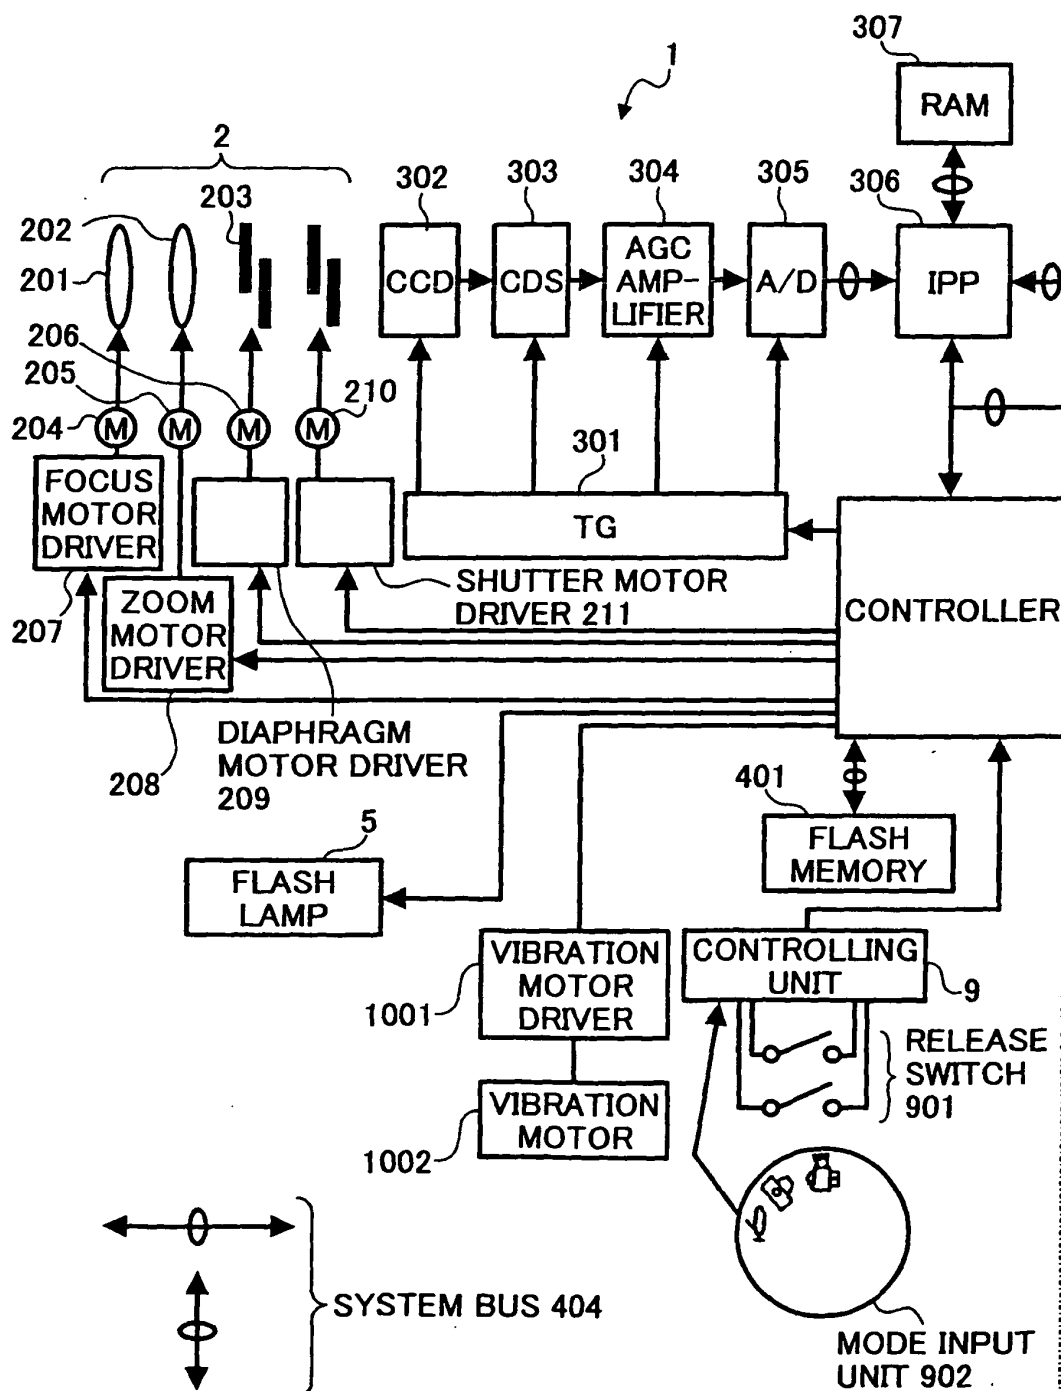 1
307
RAM
2
302
303
304
305
306
203
202
201
CCD
CDS
AGC
AMP-
LIFIER
A/D
IPP
206
205
204
210
M
M
M
M
301
TG
FOCUS
MOTOR
DRIVER
207
ZOOM
MOTOR
DRIVER
208
SHUTTER MOTOR
DRIVER 211
CONTROLLER
DIAPHRAGM
MOTOR DRIVER
209
401
FLASH
MEMORY
5
FLASH
LAMP
VIBRATION
MOTOR
DRIVER
1001
CONTROLLING
UNIT
9
RELEASE
SWITCH
901
VIBRATION
MOTOR
1002
SYSTEM BUS 404
MODE INPUT
UNIT 902